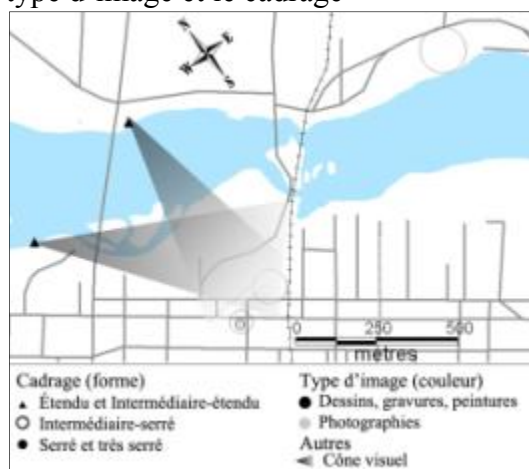 type d'image et le cadrage
N
E
W
S
0 250 500
metres
Cadrage (forme)
Étendu et Intermédiaire-étendu
Intermédiaire-serré
Serré et très serré
Type d'image (couleur)
Dessins, gravures, peintures
Photographies
Autres
Cône visuel